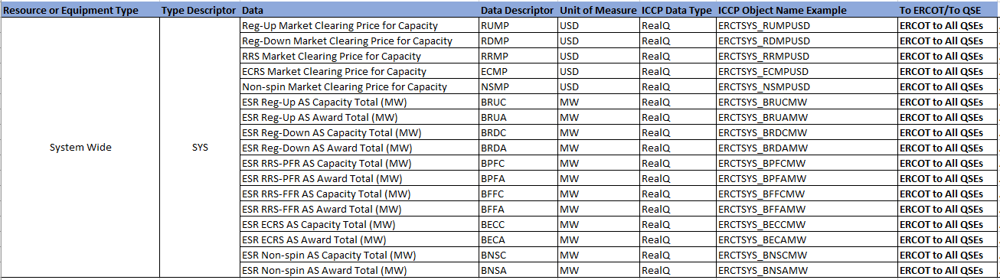 Resource or Equipment Type Type Descriptor Data Data Descriptor Unit of Measure ICCP Data Type ICCP Object Name Example To ERCOT/To QSE
Reg-Up Market Clearing Price for Capacity RUMP USD RealQ ERCTSYS_RUMPUSD ERCOT to All QSEs
Reg-Down Market Clearing Price for Capacity RDMP USD RealQ ERCTSYS_RDMPUSD ERCOT to All QSEs
RRS Market Clearing Price for Capacity RRMP USD RealQ ERCTSYS_RRMPUSD ERCOT to All QSEs
ECRS Market Clearing Price for Capacity ECMP USD RealQ ERCTSYS_ECMPUSD ERCOT to All QSEs
Non-spin Market Clearing Price for Capacity NSMP USD RealQ ERCTSYS_NSMPUSD ERCOT to All QSEs
ESR Reg-Up AS Capacity Total (MW) BRUC MW RealQ ERCTSYS_BRUCMW ERCOT to All QSEs
ESR Reg-Up AS Award Total (MW) BRUA MW RealQ ERCTSYS_BRUAMW ERCOT to All QSEs
ESR Reg-Down AS Capacity Total (MW) BRDC MW RealQ ERCTSYS_BRDCMW ERCOT to All QSEs
System Wide SYS ESR Reg-Down AS Award Total (MW) BRDA MW RealQ ERCTSYS_BRDAMW ERCOT to All QSEs
ESR RRS-PFR AS Capacity Total (MW) BPFC MW RealQ ERCTSYS_BPFCMW ERCOT to All QSEs
ESR RRS-PFR AS Award Total (MW) BPFA MW RealQ ERCTSYS_BPFAMW ERCOT to All QSEs
ESR RRS-FFR AS Capacity Total (MW) BFFC MW RealQ ERCTSYS_BFFCMW ERCOT to All QSEs
ESR RRS-FFR AS Award Total (MW) BFFA MW RealQ ERCTSYS_BFFAMW ERCOT to All QSEs
ESR ECRS AS Capacity Total (MW) BECC MW RealQ ERCTSYS_BECCMW ERCOT to All QSEs
ESR ECRS AS Award Total (MW) BECA MW RealQ ERCTSYS_BECAMW ERCOT to All QSEs
ESR Non-spin AS Capacity Total (MW) BNSC MW RealQ ERCTSYS_BNSCMW ERCOT to All QSEs
ESR Non-spin AS Award Total (MW) BNSA MW RealQ ERCTSYS_BNSAMW ERCOT to All QSEs